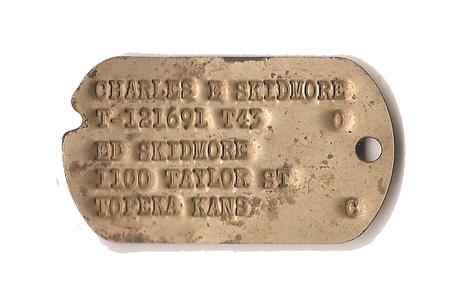 CHARLES E SKIDMORE
T-121691 T43 O
ED SKIDMORE
1100 TAYLOR ST
TOPEKA KANS C